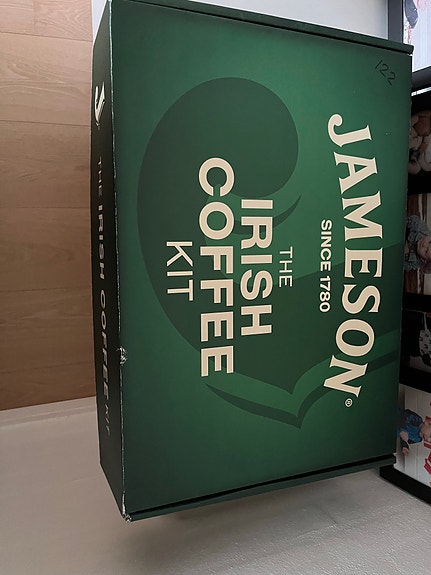 122
JAMESON®
SINCE 1780
THE
IRISH
COFFEE
KIT
THE IRISH COFFEE KIT